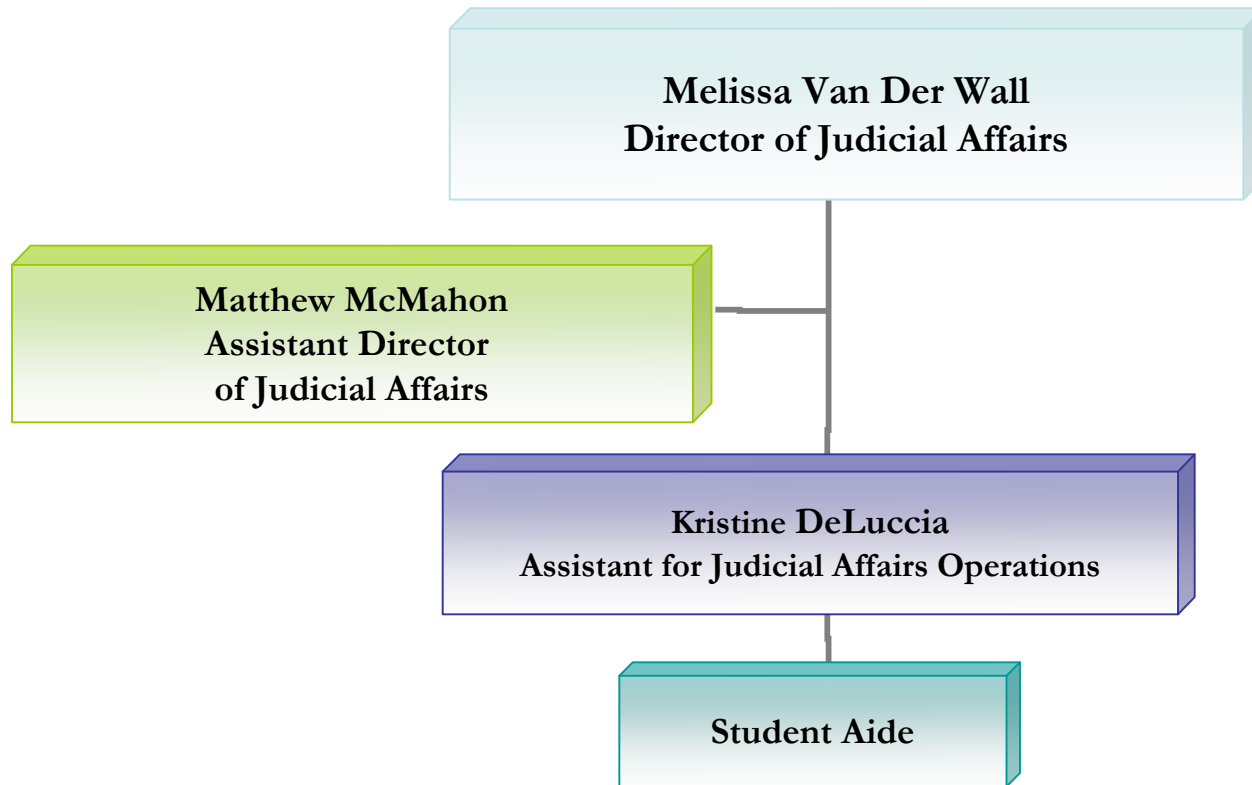 Melissa Van Der Wall
Director of Judicial Affairs
Matthew McMahon
Assistant Director
of Judicial Affairs
Kristine DeLuccia
Assistant for Judicial Affairs Operations
Student Aide